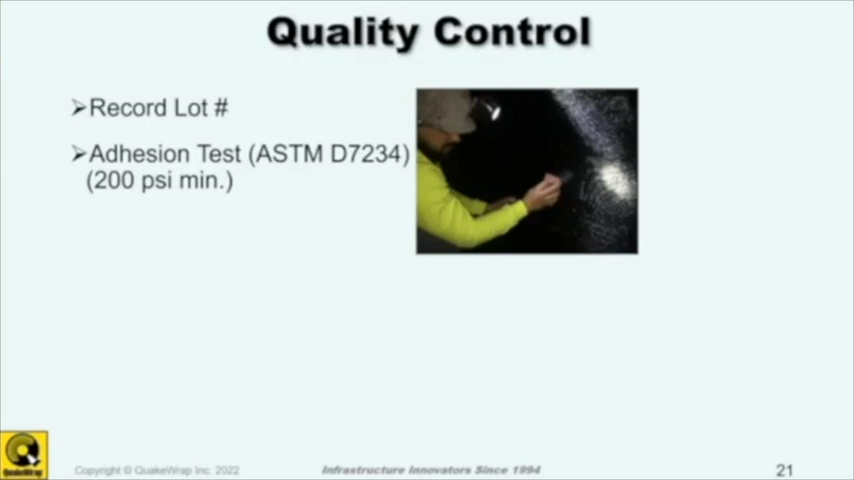 Quality Control
➢Record Lot #
➢Adhesion Test (ASTM D7234)
(200 psi min.)
QuakeWrap
Copyright © QuakeWrap Inc. 2022
Infrastructure Innovators Since 1994
21